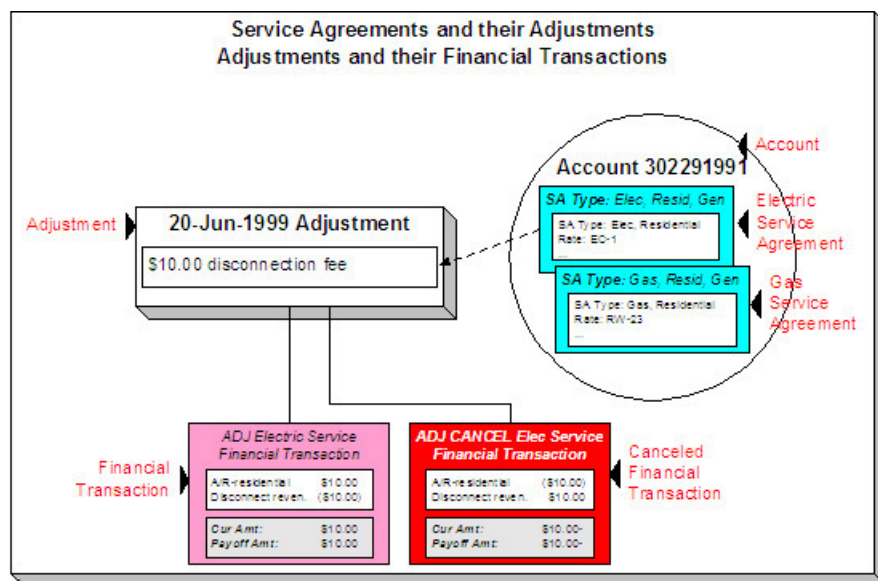 Service Agreements and their Adjustments
Adjustments and their Financial Transactions
Account
Account 302291991
SA Type: Elec, Resid, Gen
SA Type: Elec, Residential
Rate: EO-1
...
Electric
Service
Agreement
Adjustment
20-Jun-1999 Adjustment
$10.00 disconnection fee
SA Type: Gas, Resid, Gen
SA Type: Gas, Residential
Rate: RW-23
...
Gas
Service
Agreement
ADJ Electric Service
Financial Transaction
A/R-residential $10.00
Disconnect reven. ($10.00)
Cur Amt: $10.00
Payoff Amt: $10.00
Financial
Transaction
ADJ CANCEL Elec Service
Financial Transaction
A/R-residential ($10.00)
Disconnect reven. $10.00
Cur Amt: $10.00-
Payoff Amt: $10.00-
Canceled
Financial
Transaction